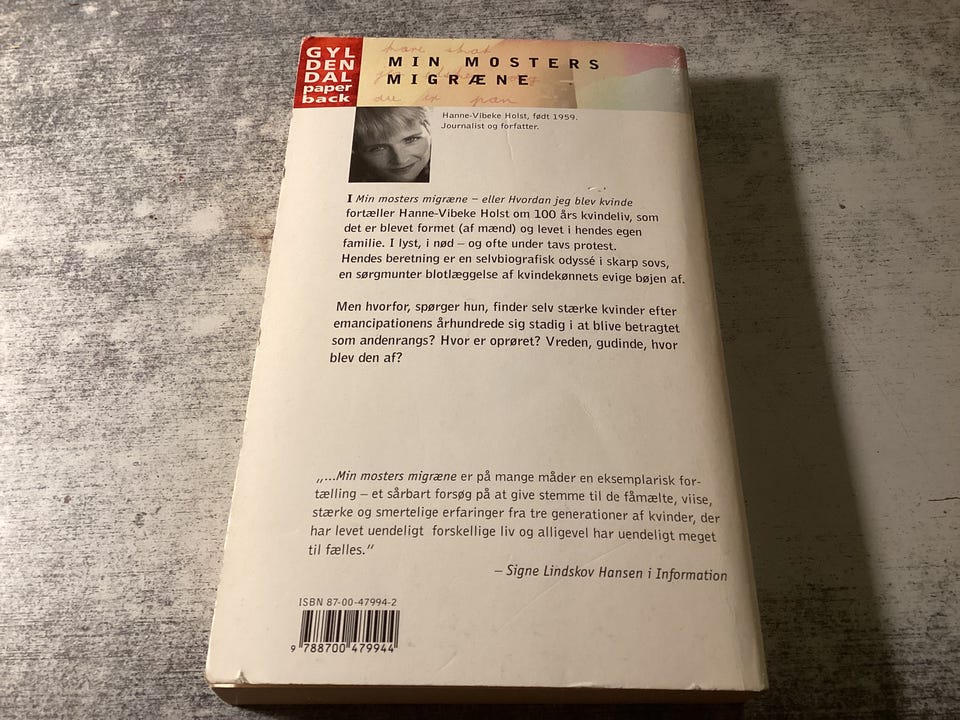 GYL
DEN
DAL
paper
back
MIN MOSTERS
MIGRÆNE
Hanne-Vibeke Holst, født 1959.
Journalist og forfatter.
I Min mosters migræne – eller Hvordan jeg blev kvinde
fortæller Hanne-Vibeke Holst om 100 års kvindeliv, som
det er blevet formet (af mænd) og levet i hendes egen
familie. I lyst, i nød – og ofte under tavs protest.
Hendes beretning er en selvbiografisk odyssé i skarp sovs,
en sørgmunter blotlæggelse af kvindekønnets evige bøjen af.
Men hvorfor, spørger hun, finder selv stærke kvinder efter
emancipationens århundrede sig stadig i at blive betragtet
som andenrangs? Hvor er oprøret? Vreden, gudinde, hvor
blev den af?
„...Min mosters migræne er på mange måder en eksemplarisk for-
tælling – et sårbart forsøg på at give stemme til de fåmælte, viise,
stærke og smertelige erfaringer fra tre generationer af kvinder, der
har levet uendeligt forskellige liv og alligevel har uendeligt meget
til fælles.“
– Signe Lindskov Hansen i Information
ISBN 87-00-47994-2
9 788700 479944